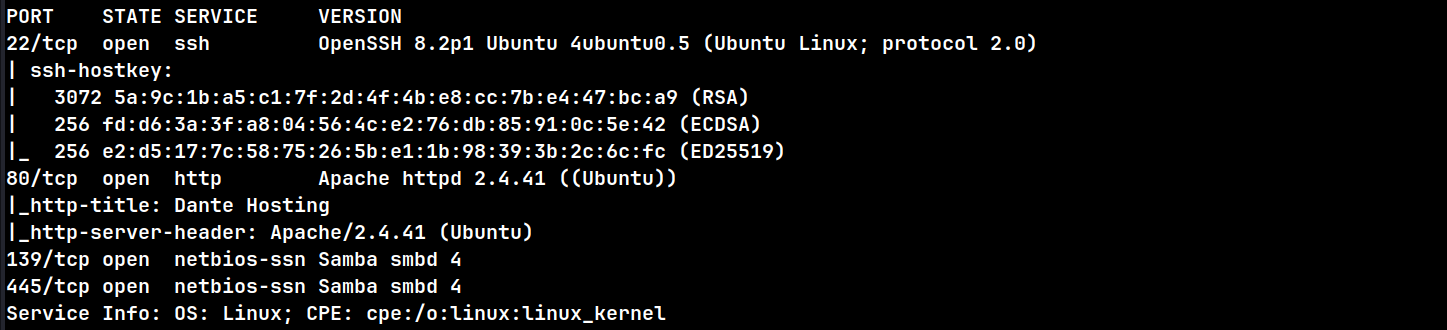 PORT    STATE SERVICE     VERSION
22/tcp  open  ssh         OpenSSH 8.2p1 Ubuntu 4ubuntu0.5 (Ubuntu Linux; protocol 2.0)
| ssh-hostkey:
|   3072 5a:9c:1b:a5:c1:7f:2d:4f:4b:e8:cc:7b:e4:47:bc:a9 (RSA)
|   256 fd:d6:3a:3f:a8:04:56:4c:e2:76:db:85:91:0c:5e:42 (ECDSA)
|_  256 e2:d5:17:7c:58:75:26:5b:e1:1b:98:39:3b:2c:6c:fc (ED25519)
80/tcp  open  http        Apache httpd 2.4.41 ((Ubuntu))
|_http-title: Dante Hosting
|_http-server-header: Apache/2.4.41 (Ubuntu)
139/tcp open  netbios-ssn Samba smbd 4
445/tcp open  netbios-ssn Samba smbd 4
Service Info: OS: Linux; CPE: cpe:/o:linux:linux_kernel